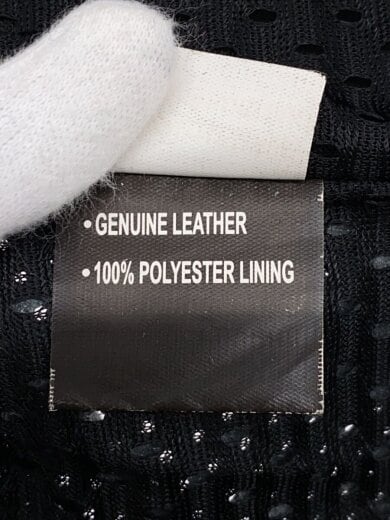 • GENUINE LEATHER
• 100% POLYESTER LINING